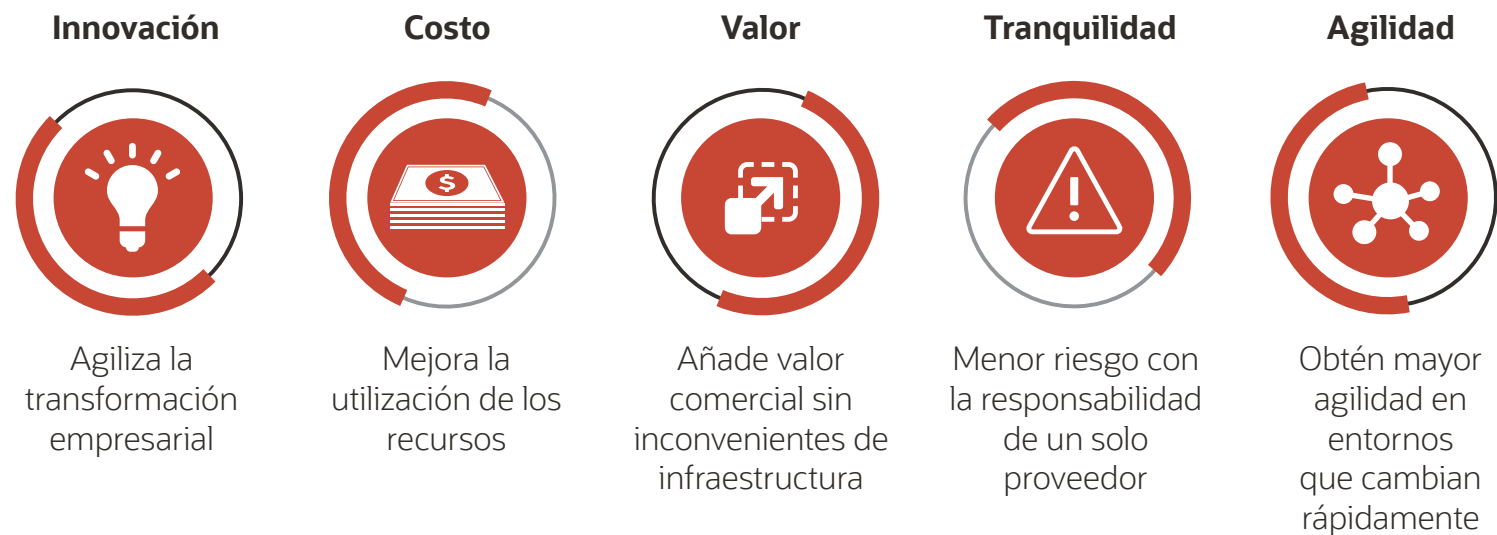 Innovación
Agiliza la
transformación
empresarial
Costo
$
Mejora la
utilización de los
recursos
Valor
Añade valor
comercial sin
inconvenientes de
infraestructura
Tranquilidad
!
Menor riesgo con
la responsabilidad
de un solo
proveedor
Agilidad
Obtén mayor
agilidad en
entornos
que cambian
rápidamente